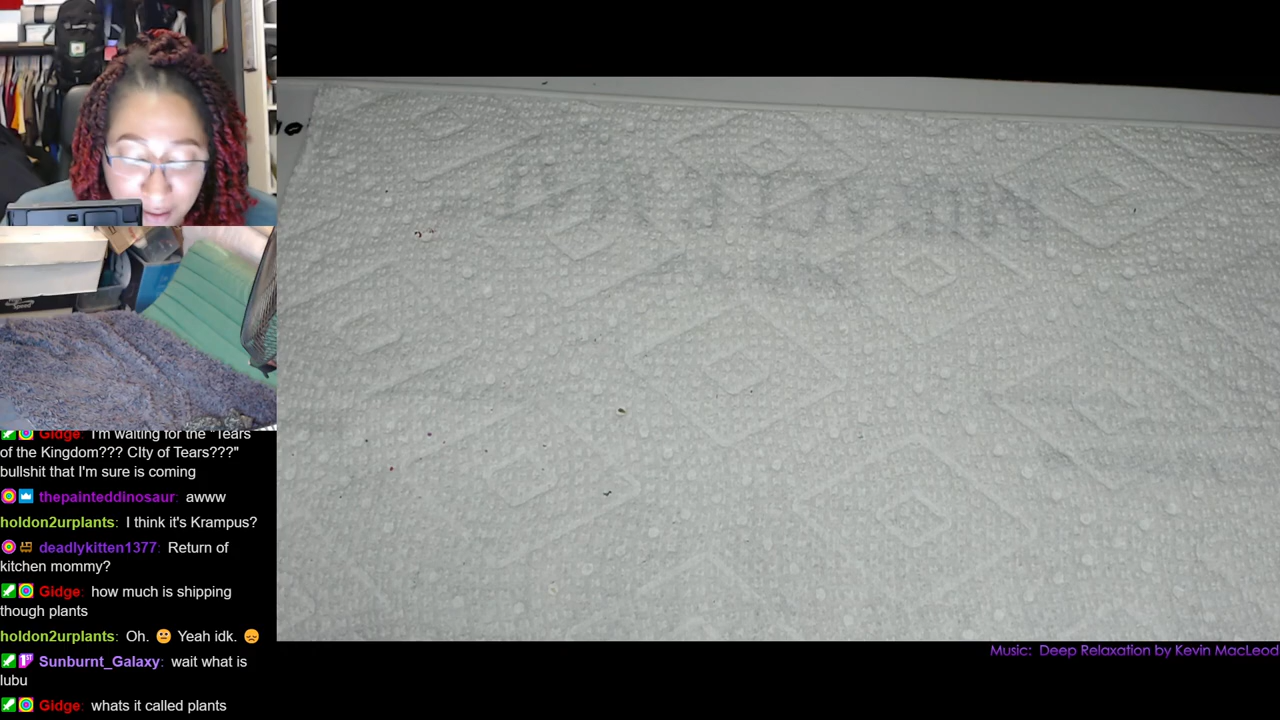 Gidge: I'm waiting for the "Tears
of the Kingdom??? CIty of Tears???"
bullshit that I'm sure is coming
thepainteddinosaur: awww
holdon2urplants: I think it's Krampus?
deadlykitten1377: Return of
kitchen mommy?
Gidge: how much is shipping
though plants
holdon2urplants: Oh. 😕 Yeah idk. 😞
Sunburnt_Galaxy: wait what is
lubu
Gidge: whats it called plants
Music: Deep Relaxation by Kevin MacLeod